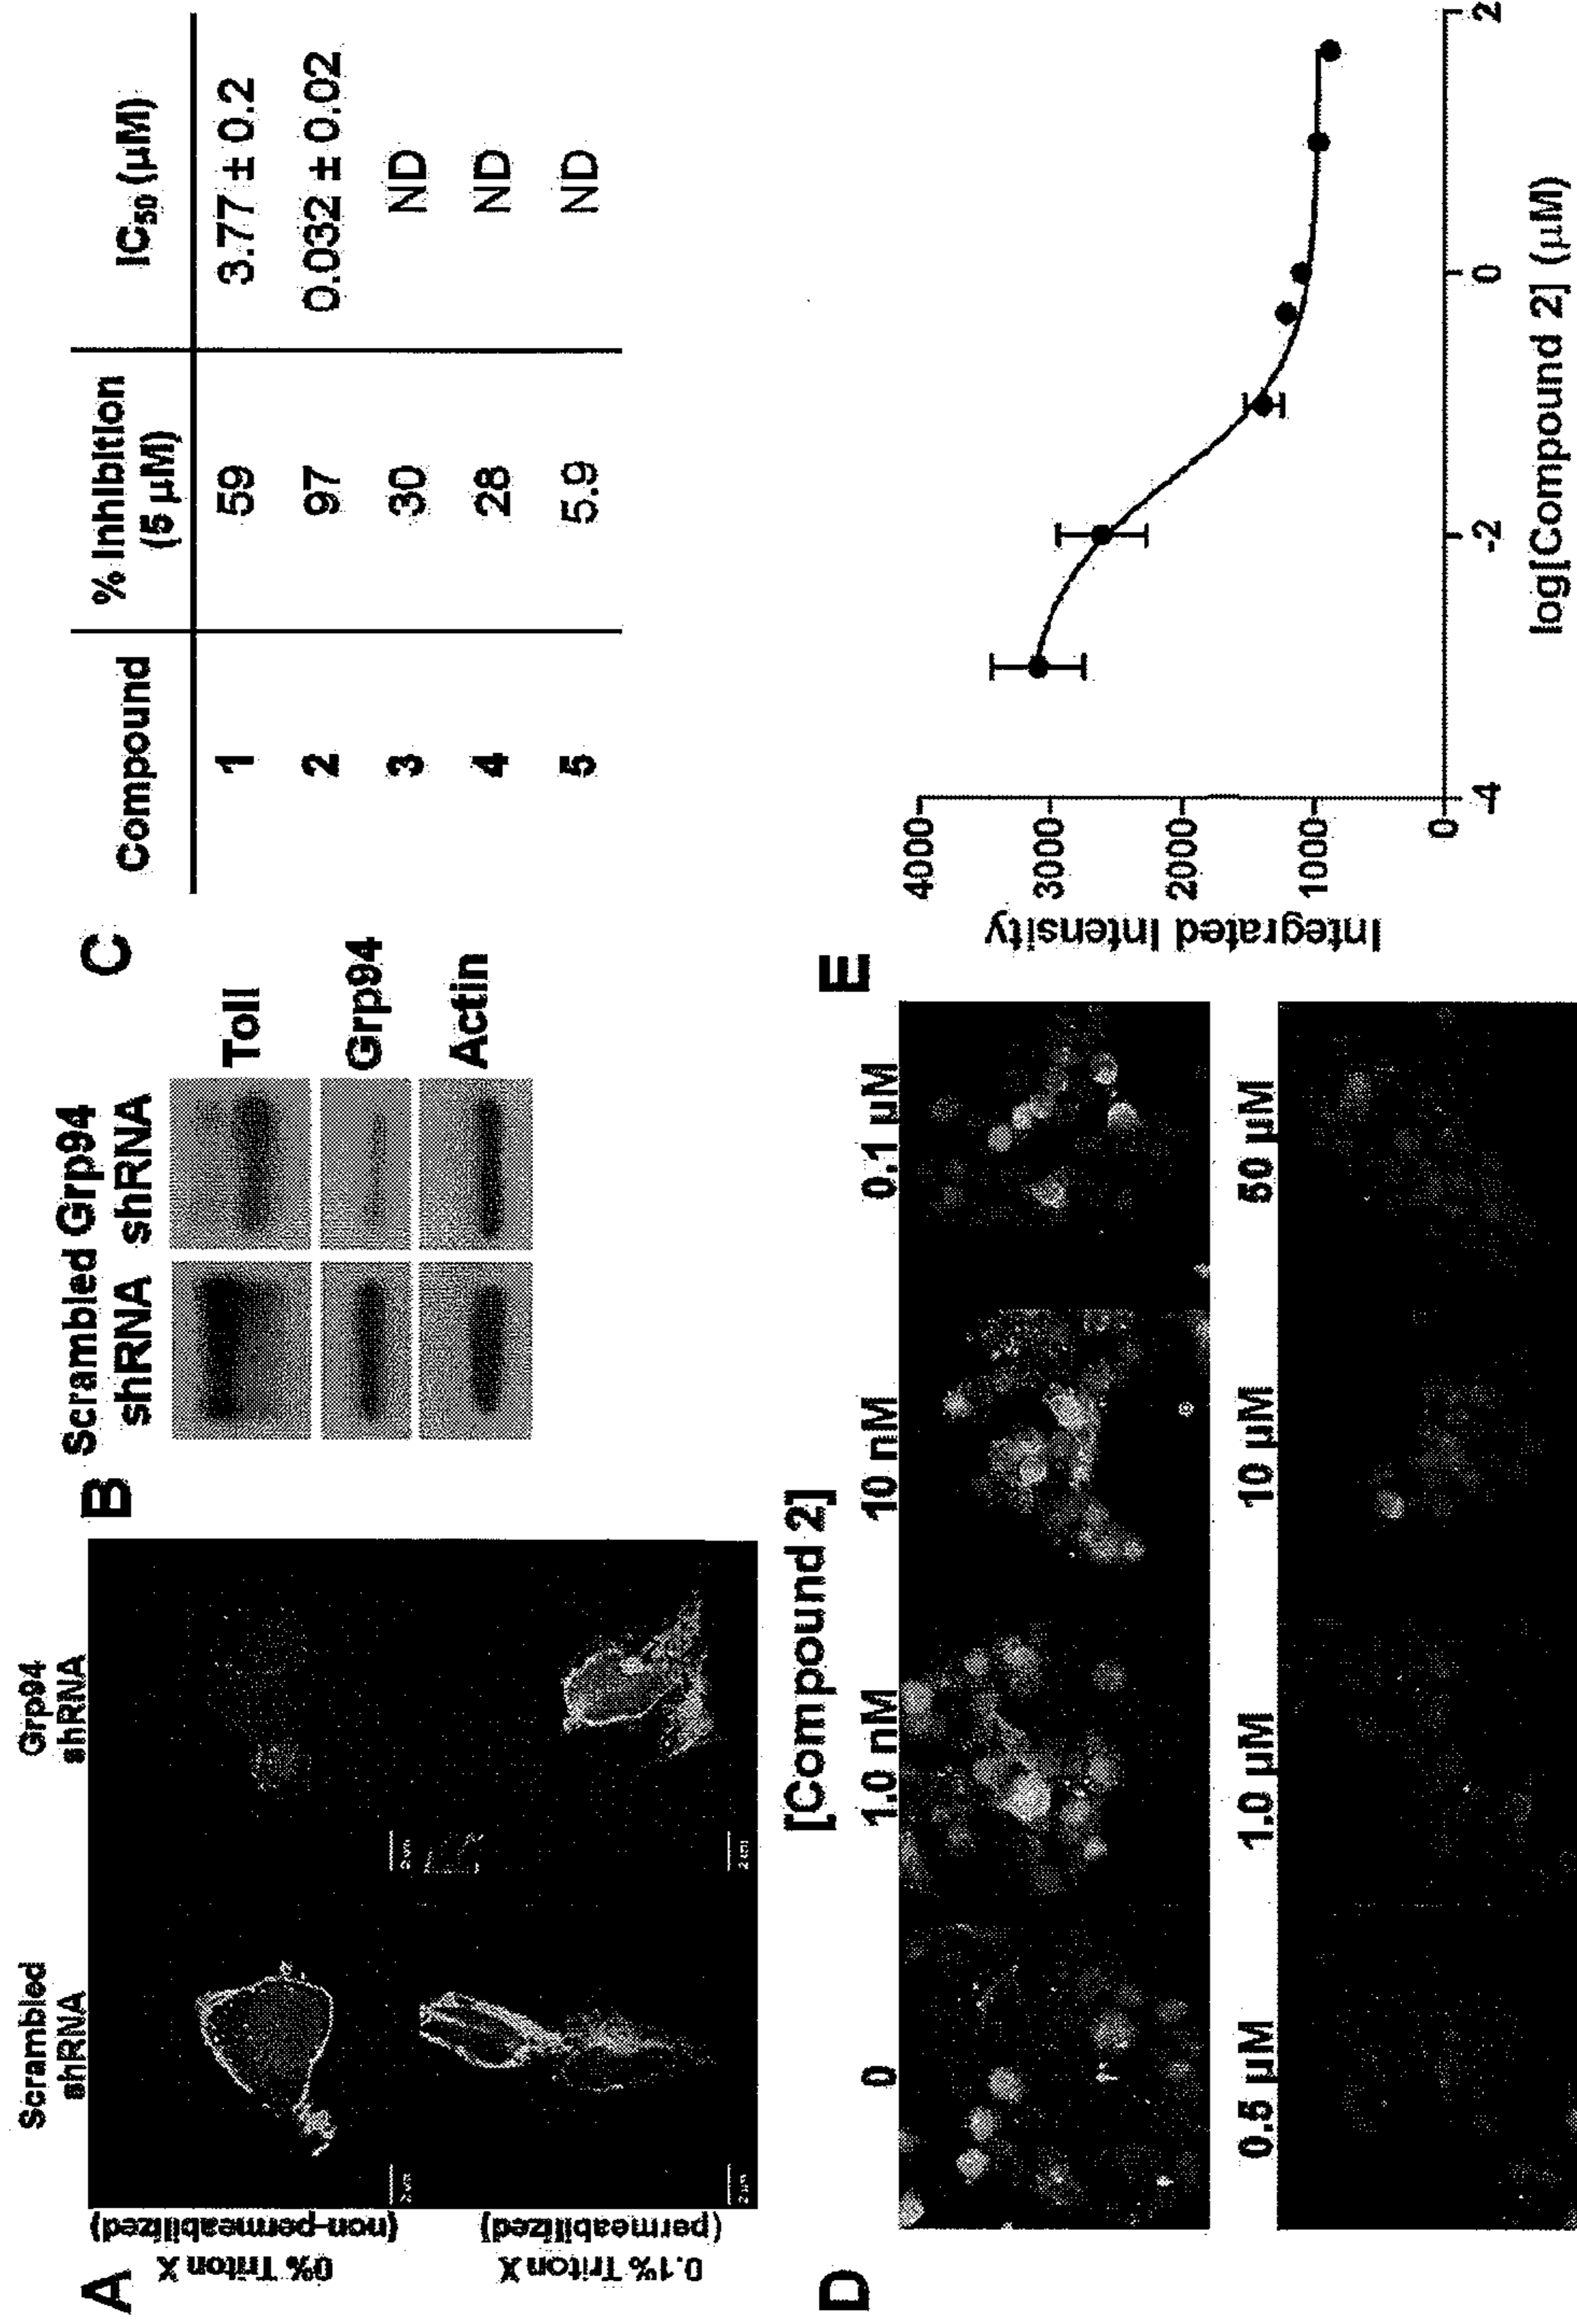 A
Scrambled
shRNA
Grp94
shRNA
0% Triton X
(non-permeabilized)
0.1% Triton X
(permeabilized)
B
Scrambled Grp94
shRNA shRNA
Toll
Grp94
Actin
C
Compound
% Inhibition
(5 µM)
IC50 (µM)
1 59 3.77 ± 0.2
2 97 0.032 ± 0.02
3 30 ND
4 28 ND
5 5.9 ND
D
[Compound 2]
0 1.0 nM 10 nM 0.1 µM
0.5 µM 1.0 µM 10 µM 50 µM
E
Integrated Intensity
4000
3000
2000
1000
0
-4 -2 0 2
log[Compound 2] (µM)